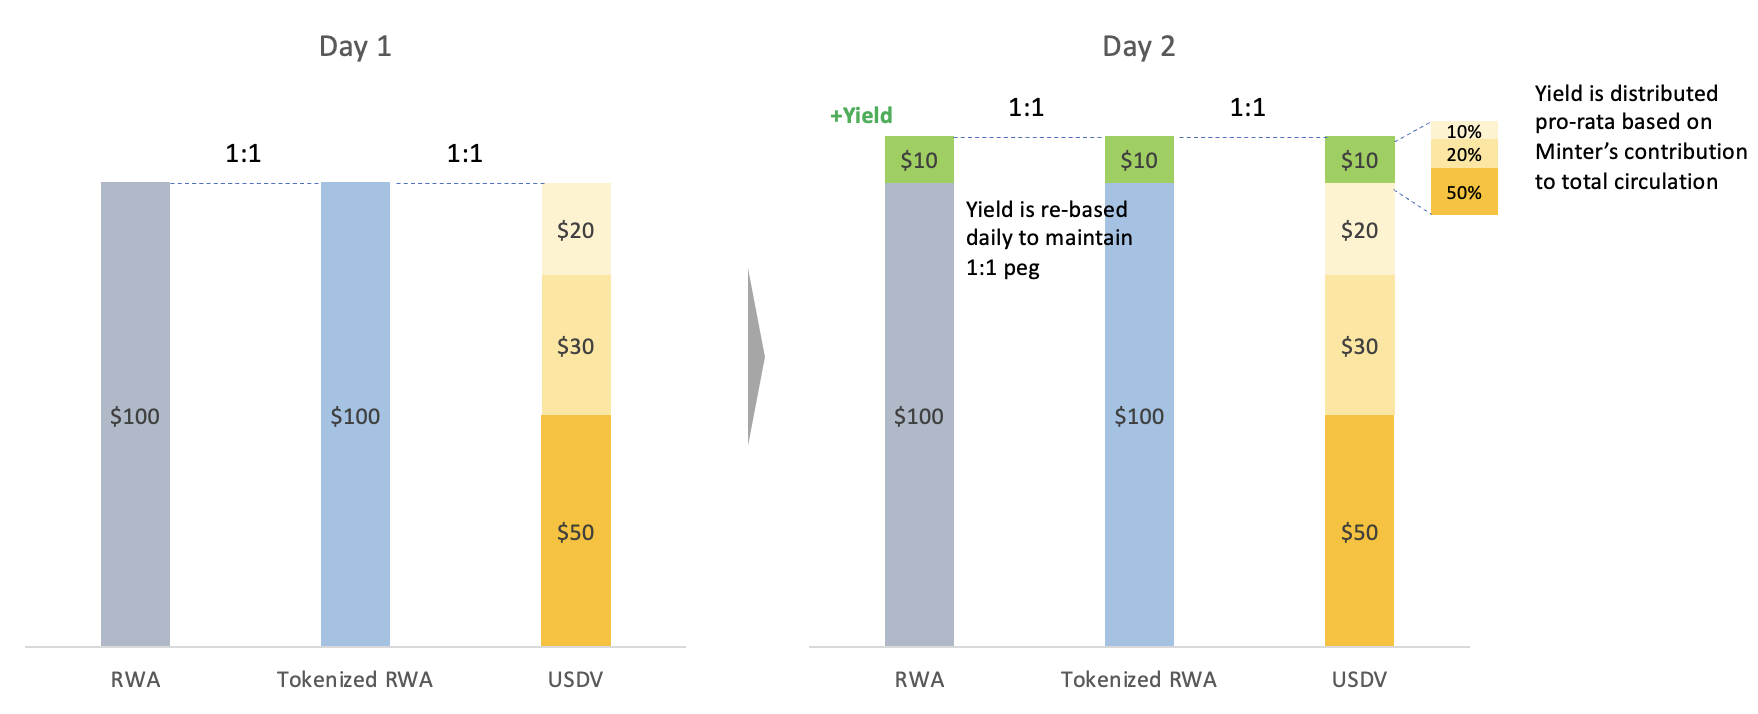 Day 1
1:1
1:1
$20
$30
$100
$100
$50
RWA
Tokenized RWA
USDV
Day 2
+Yield
1:1
1:1
$10
$10
$10
10%
20%
50%
Yield is distributed
pro-rata based on
Minter’s contribution
to total circulation
Yield is re-based
daily to maintain
1:1 peg
$20
$30
$100
$100
$50
RWA
Tokenized RWA
USDV